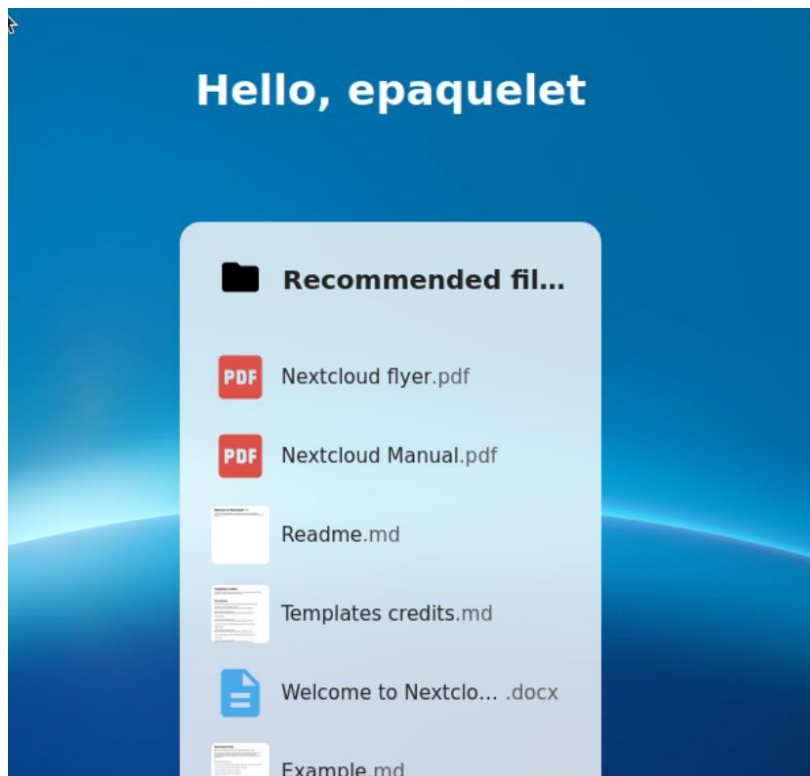 Hello, epaquelet
Recommended fil...
PDF Nextcloud flyer.pdf
PDF Nextcloud Manual.pdf
Readme.md
Templates credits.md
Welcome to Nextclo... .docx
Example.md